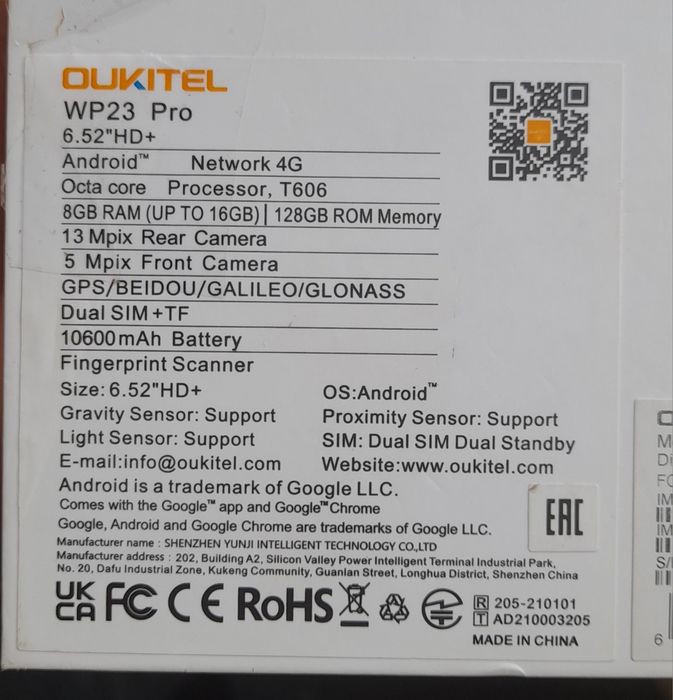 OUKITEL
WP23 Pro
6.52"HD+
Android™ Network 4G
Octa core Processor, T606
8GB RAM (UP TO 16GB) | 128GB ROM Memory
13 Mpix Rear Camera
5 Mpix Front Camera
GPS/BEIDOU/GALILEO/GLONASS
Dual SIM+TF
10600mAh Battery
Fingerprint Scanner
Size: 6.52"HD+ OS:Android™
Gravity Sensor: Support Proximity Sensor: Support
Light Sensor: Support SIM: Dual SIM Dual Standby
E-mail:info@oukitel.com Website:www.oukitel.com
Android is a trademark of Google LLC.
Comes with the Google™ app and Google™Chrome
Google, Android and Google Chrome are trademarks of Google LLC.
EAC
Manufacturer name : SHENZHEN YUNJI INTELLIGENT TECHNOLOGY CO.,LTD
Manufacturer address : 202, Building A2, Silicon Valley Power Intelligent Terminal Industrial Park,
No. 20, Dafu Industrial Zone, Kukeng Community, Guanlan Street, Longhua District, Shenzhen China
UK CA FC CE RoHS R 205-210101
T AD210003205
MADE IN CHINA
6